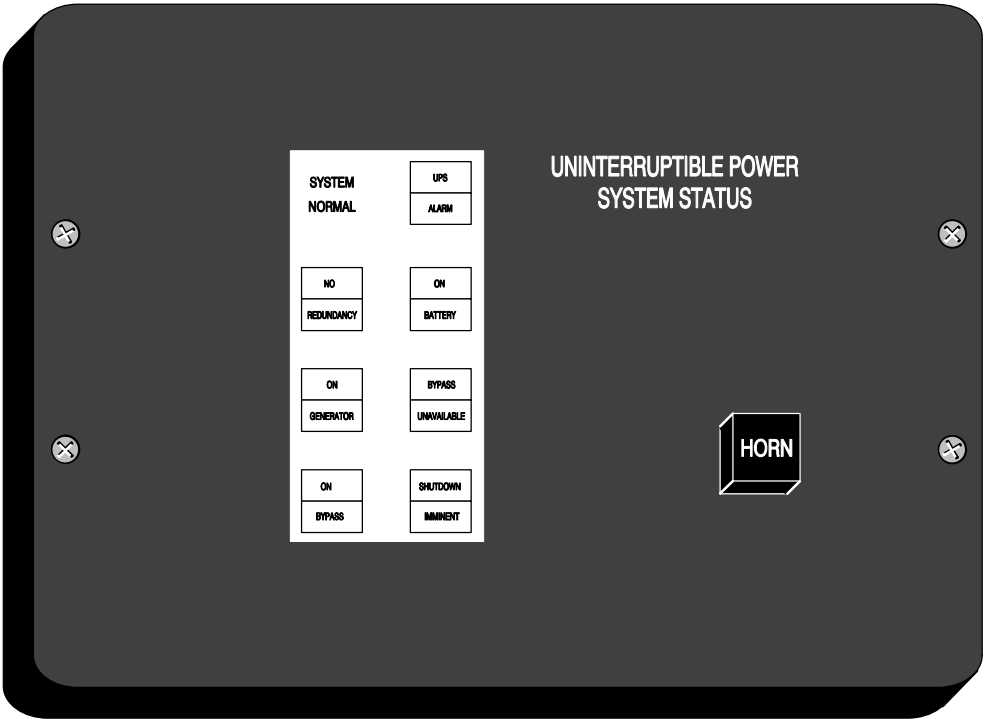 SYSTEM
NORMAL
UPS
ALARM
NO
REDUNDANCY
ON
BATTERY
ON
GENERATOR
BYPASS
UNAVAILABLE
ON
BYPASS
SHUTDOWN
IMMINENT
UNINTERRUPTIBLE POWER
SYSTEM STATUS
HORN